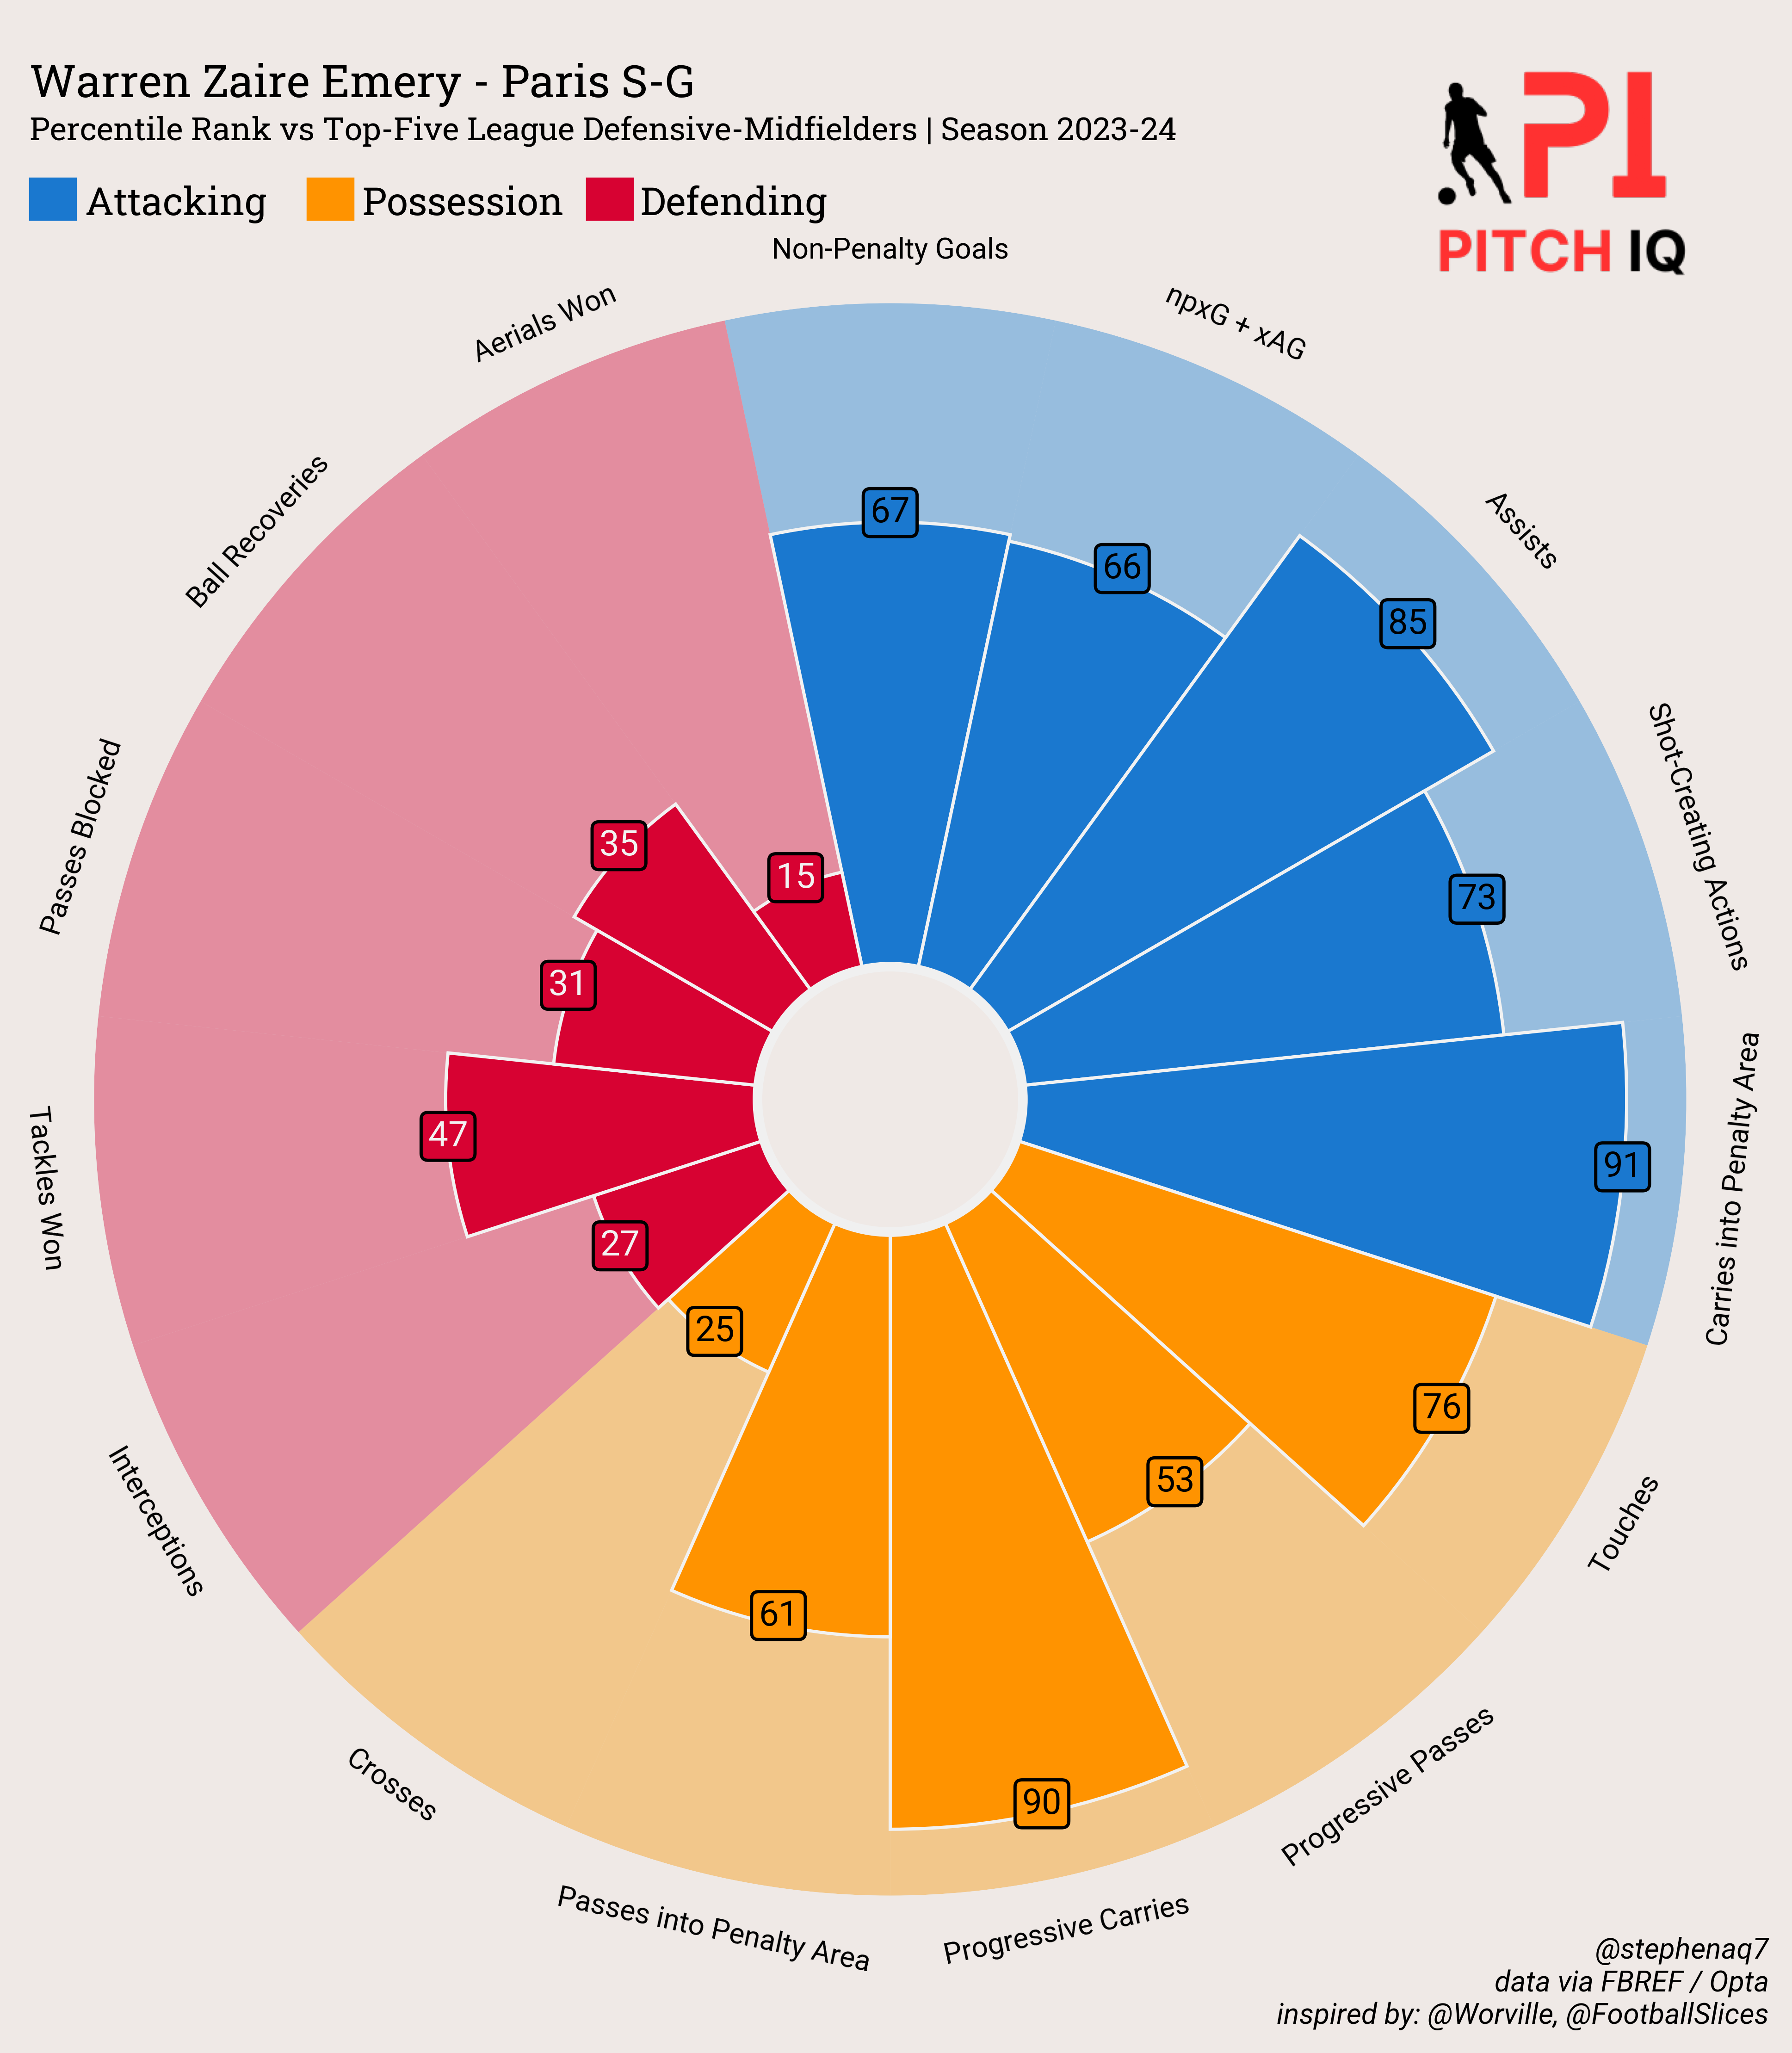 Warren Zaire Emery - Paris S-G
Percentile Rank vs Top-Five League Defensive-Midfielders | Season 2023-24
Attacking
Possession
Defending
PI
PITCH IQ
Non-Penalty Goals
npxG + xAG
Assists
Shot-Creating Actions
Carries into Penalty Area
Touches
Progressive Passes
Progressive Carries
Passes into Penalty Area
Crosses
Interceptions
Tackles Won
Passes Blocked
Ball Recoveries
Aerials Won
67
66
85
73
91
76
53
90
61
25
27
47
31
35
15
@stephenaq7
data via FBREF / Opta
inspired by: @Worville, @FootballSlices